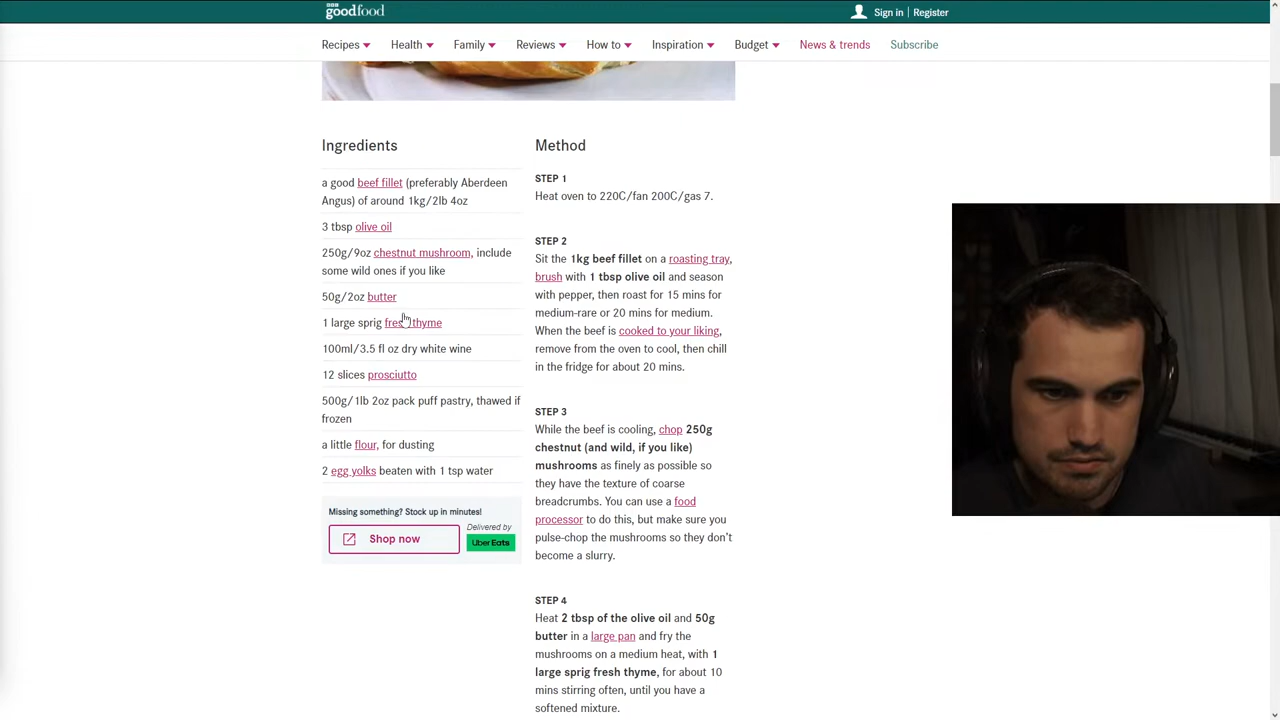 BBC goodfood
Sign in | Register
Recipes Health Family Reviews How to Inspiration Budget News & trends Subscribe
Ingredients
a good beef fillet (preferably Aberdeen
Angus) of around 1kg/2lb 4oz
3 tbsp olive oil
250g/9oz chestnut mushroom, include
some wild ones if you like
50g/2oz butter
1 large sprig fresh thyme
100ml/3.5 fl oz dry white wine
12 slices prosciutto
500g/1lb 2oz pack puff pastry, thawed if
frozen
a little flour, for dusting
2 egg yolks beaten with 1 tsp water
Missing something? Stock up in minutes!
Shop now
Delivered by
Uber Eats
Method
STEP 1
Heat oven to 220C/fan 200C/gas 7.
STEP 2
Sit the 1kg beef fillet on a roasting tray,
brush with 1 tbsp olive oil and season
with pepper, then roast for 15 mins for
medium-rare or 20 mins for medium.
When the beef is cooked to your liking,
remove from the oven to cool, then chill
in the fridge for about 20 mins.
STEP 3
While the beef is cooling, chop 250g
chestnut (and wild, if you like)
mushrooms as finely as possible so
they have the texture of coarse
breadcrumbs. You can use a food
processor to do this, but make sure you
pulse-chop the mushrooms so they don't
become a slurry.
STEP 4
Heat 2 tbsp of the olive oil and 50g
butter in a large pan and fry the
mushrooms on a medium heat, with 1
large sprig fresh thyme, for about 10
mins stirring often, until you have a
softened mixture.